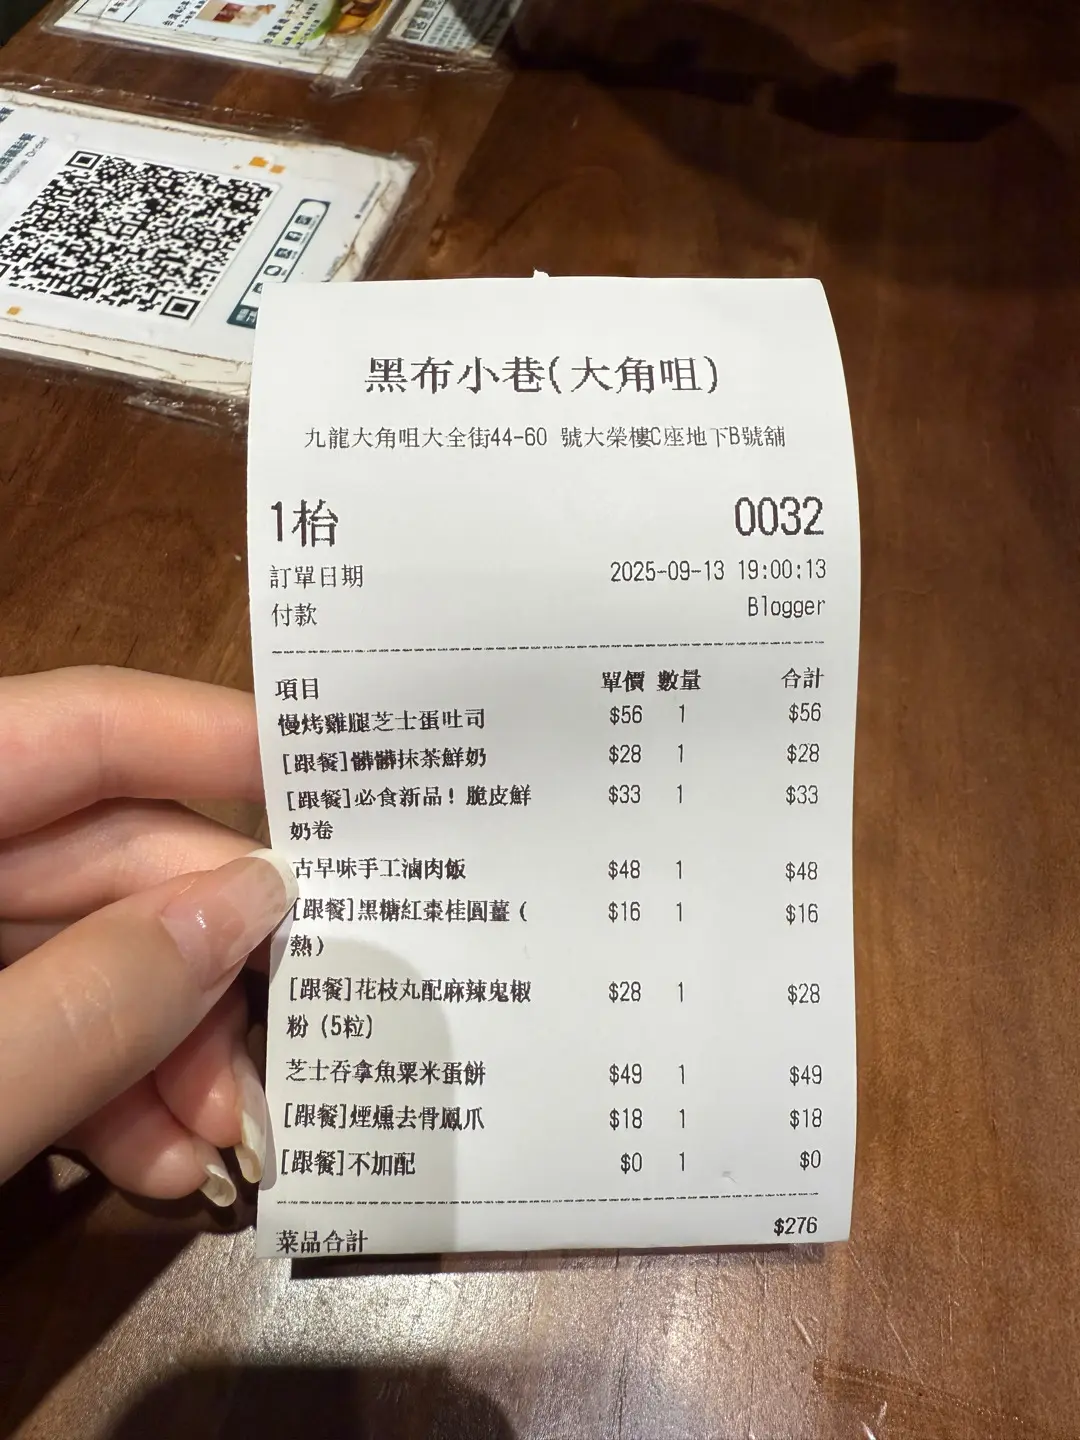 Mobile Order
黑布小巷(大角咀)
九龍大角咀大全街44-60 號大榮樓C座地下B號舖
1枱 0032
訂單日期 2025-09-13 19:00:13
付款 Blogger
項目 單價 數量 合計
慢烤雞腿芝士蛋吐司 $56 1 $56
[跟餐]髒髒抹茶鮮奶 $28 1 $28
[跟餐]必食新品！脆皮鮮 $33 1 $33
奶卷
古早味手工滷肉飯 $48 1 $48
[跟餐]黑糖紅棗桂圓薑（ $16 1 $16
熱）
[跟餐]花枝丸配麻辣鬼椒 $28 1 $28
粉（5粒）
芝士吞拿魚粟米蛋餅 $49 1 $49
[跟餐]煙燻去骨鳳爪 $18 1 $18
[跟餐]不加配 $0 1 $0
菜品合計 $276